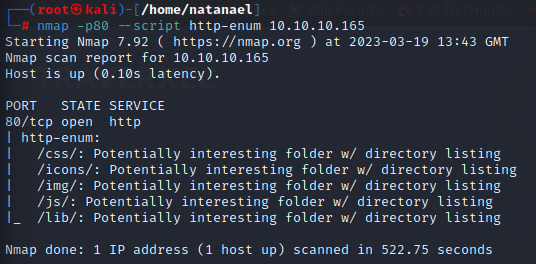 ┌──(root㉿kali)-[/home/natanael]
└─# nmap -p80 --script http-enum 10.10.10.165
Starting Nmap 7.92 ( https://nmap.org ) at 2023-03-19 13:43 GMT
Nmap scan report for 10.10.10.165
Host is up (0.10s latency).
PORT   STATE SERVICE
80/tcp open  http
| http-enum:
|   /css/: Potentially interesting folder w/ directory listing
|   /icons/: Potentially interesting folder w/ directory listing
|   /img/: Potentially interesting folder w/ directory listing
|   /js/: Potentially interesting folder w/ directory listing
|_  /lib/: Potentially interesting folder w/ directory listing
Nmap done: 1 IP address (1 host up) scanned in 522.75 seconds